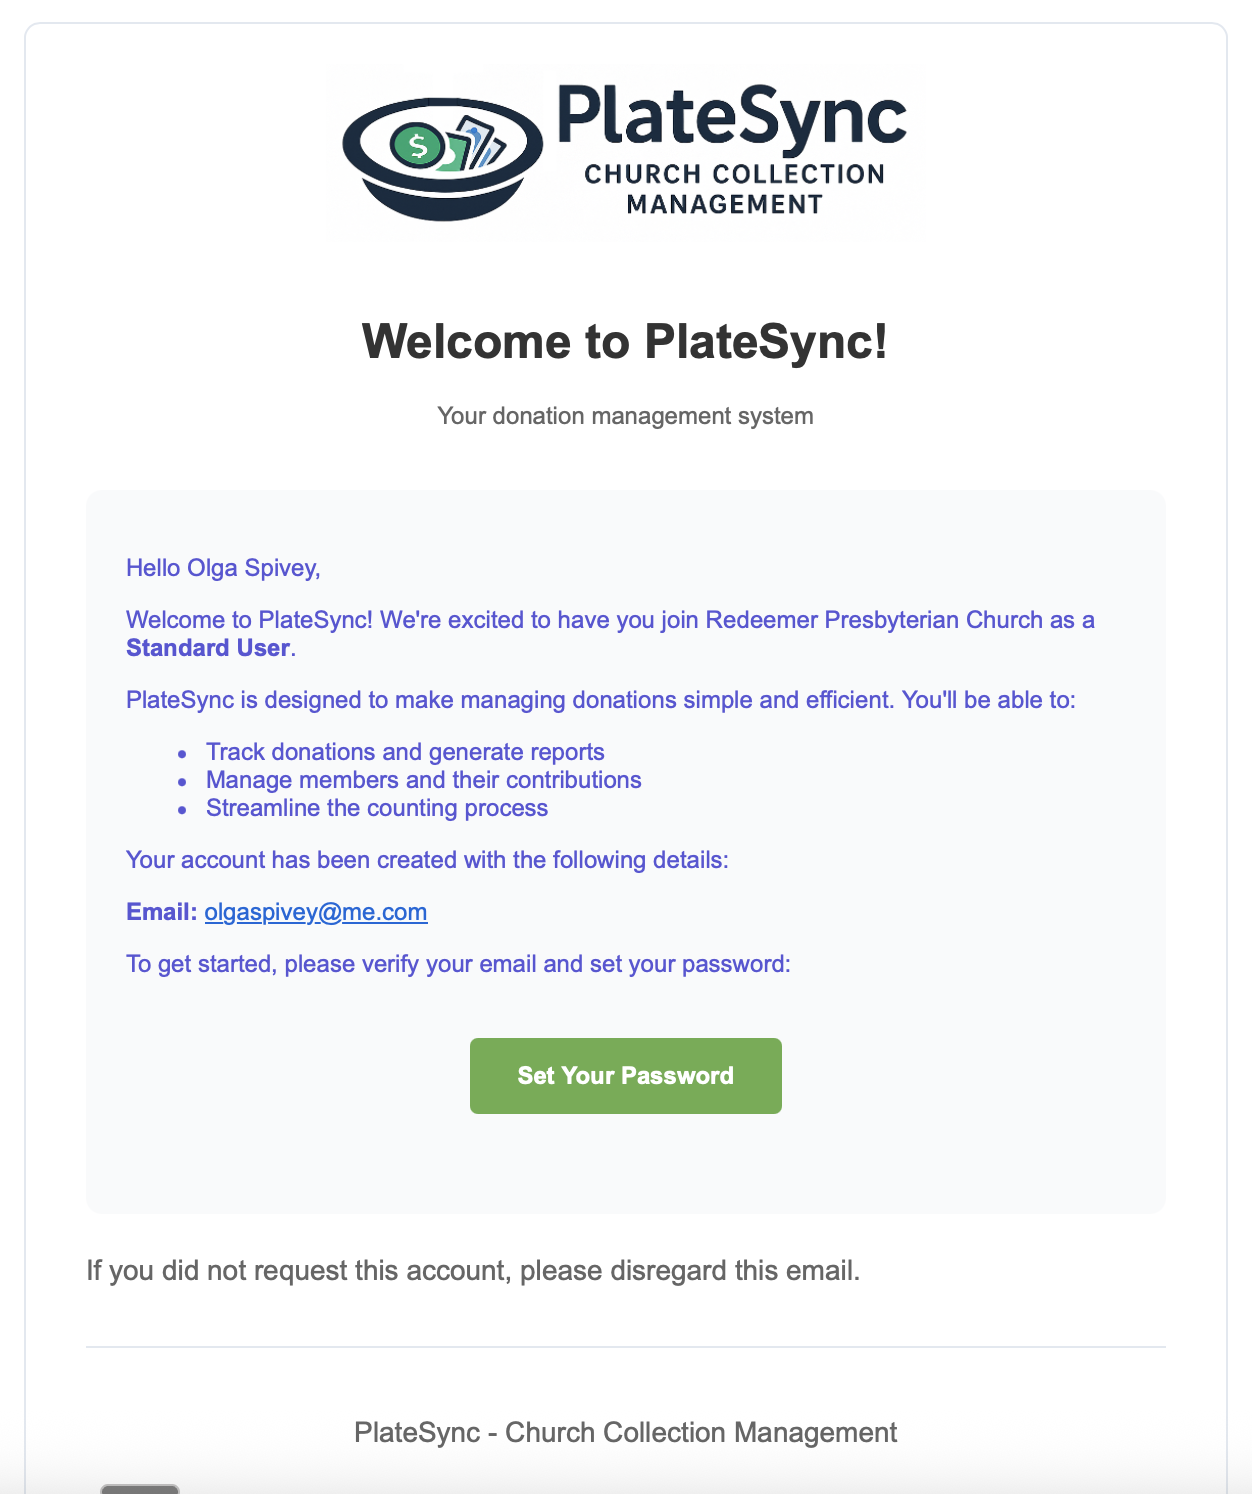 $
PlateSync
CHURCH COLLECTION
MANAGEMENT
Welcome to PlateSync!
Your donation management system
Hello Olga Spivey,
Welcome to PlateSync! We're excited to have you join Redeemer Presbyterian Church as a
Standard User.
PlateSync is designed to make managing donations simple and efficient. You'll be able to:
• Track donations and generate reports
• Manage members and their contributions
• Streamline the counting process
Your account has been created with the following details:
Email: olgaspivey@me.com
To get started, please verify your email and set your password:
Set Your Password
If you did not request this account, please disregard this email.
PlateSync - Church Collection Management